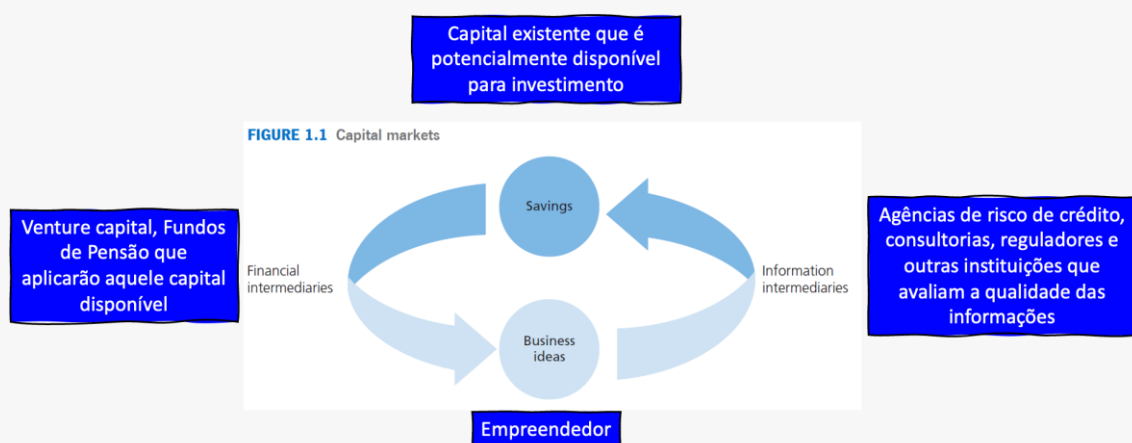 Capital existente que é
potencialmente disponível
para investimento
FIGURE 1.1 Capital markets
Savings
Venture capital, Fundos
de Pensão que
aplicarão aquele capital
disponível
Financial
intermediaries
Information
intermediaries
Agências de risco de crédito,
consultorias, reguladores e
outras instituições que
avaliam a qualidade das
informações
Business
ideas
Empreendedor